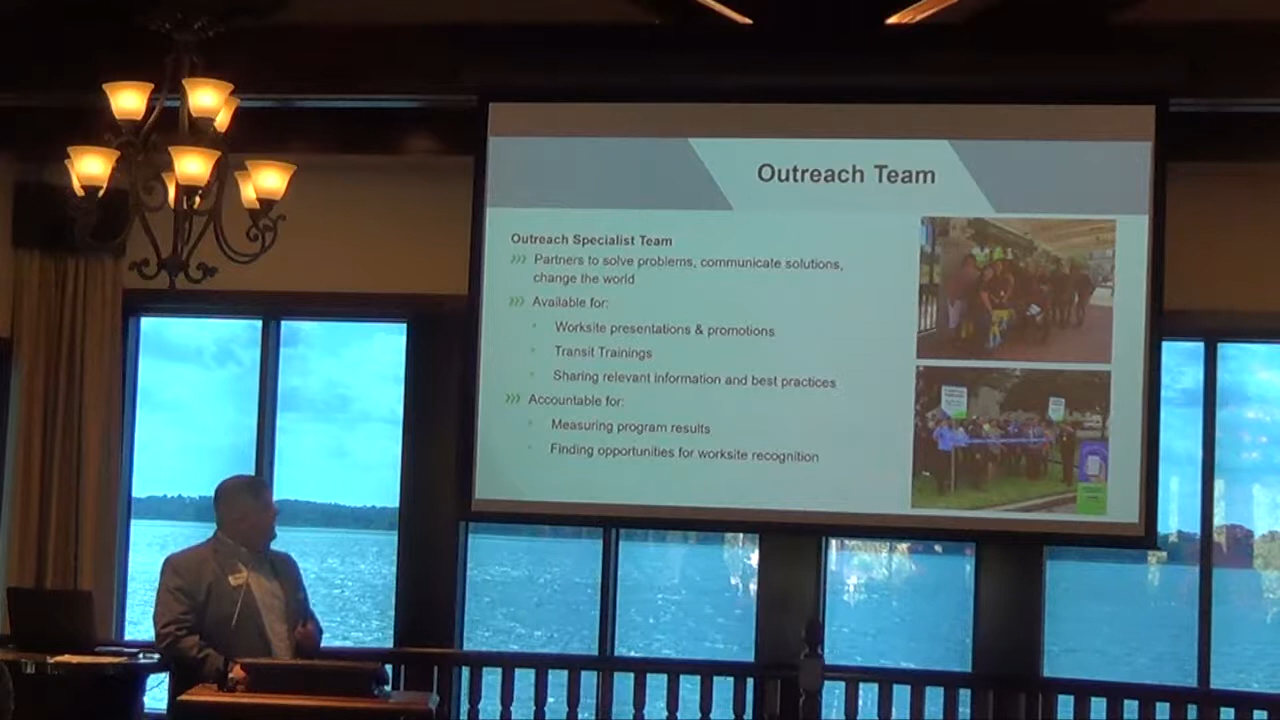 Outreach Team
Outreach Specialist Team
Partners to solve problems, communicate solutions,
change the world
Available for:
Worksite presentations & promotions
Transit Trainings
Sharing relevant information and best practices
Accountable for:
Measuring program results
Finding opportunities for worksite recognition